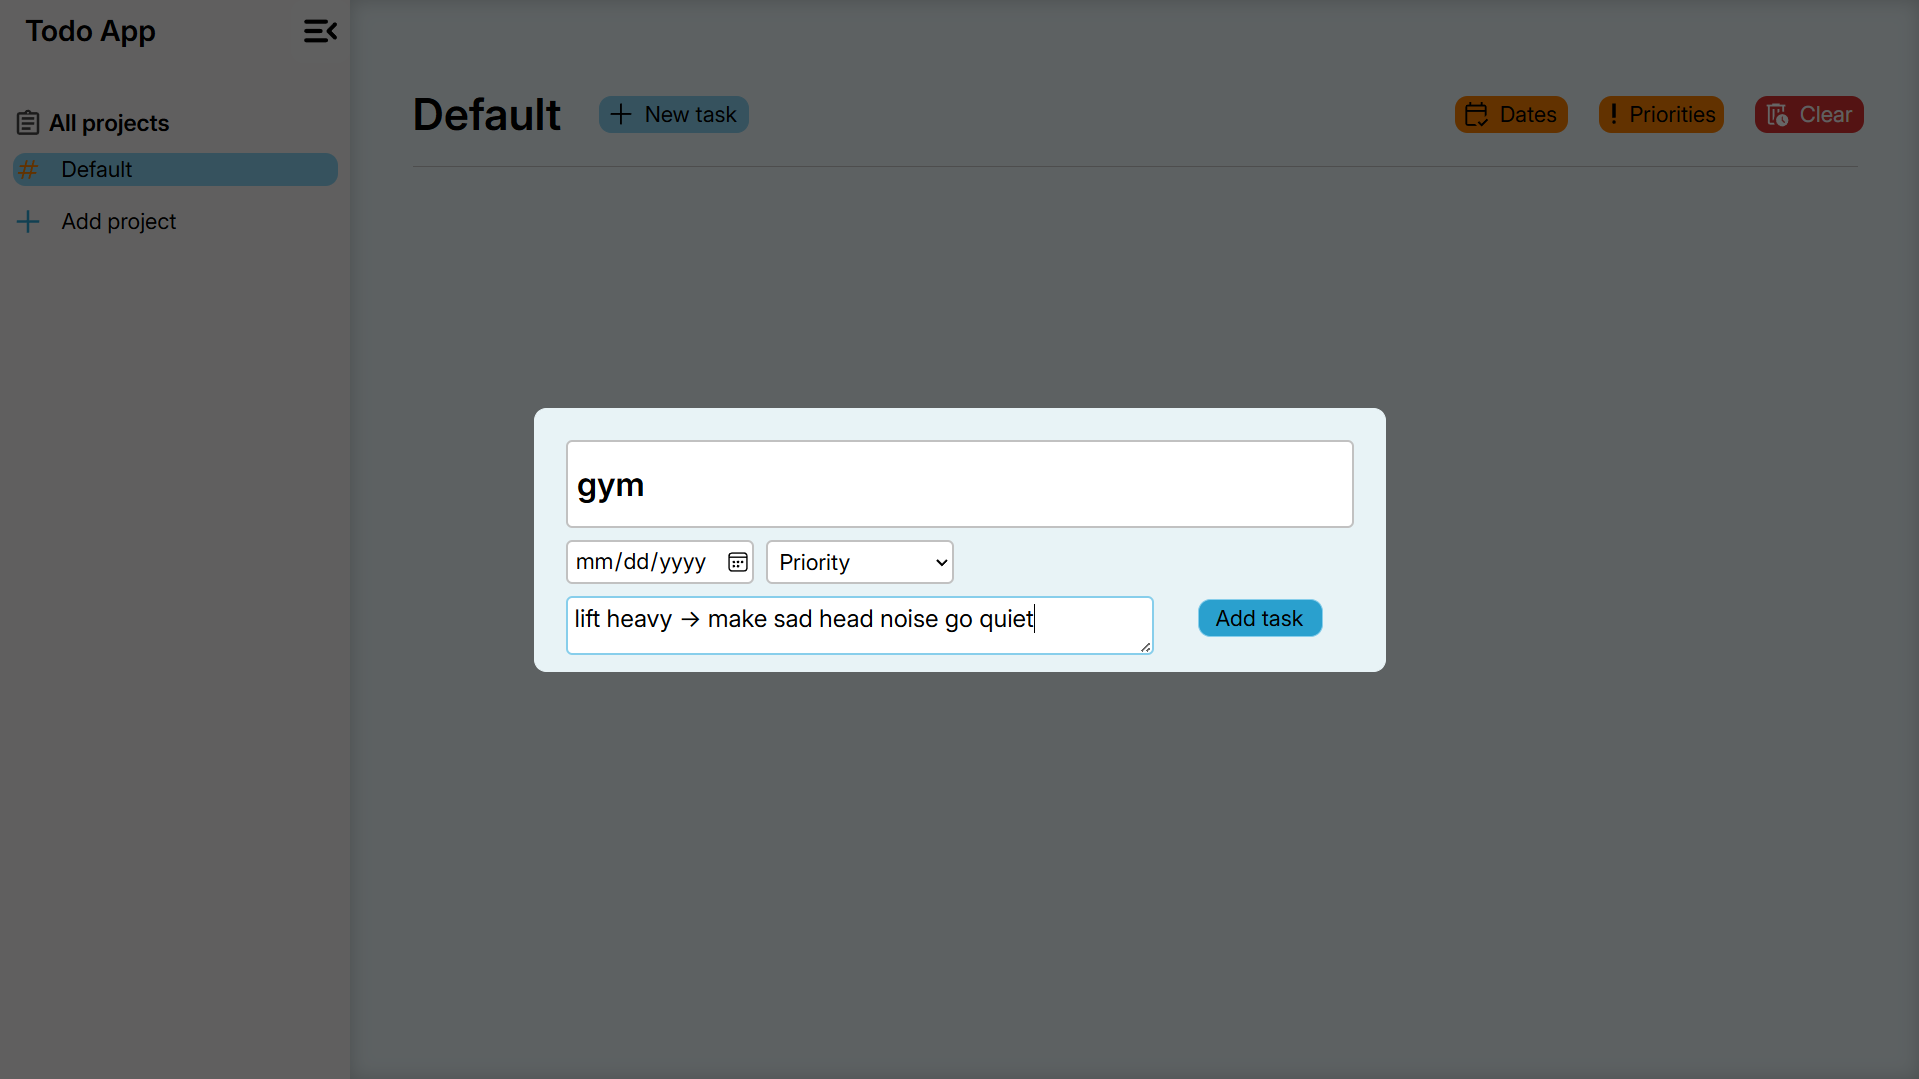 Todo App
All projects
# Default
+ Add project
Default
+ New task
Dates
! Priorities
Clear
gym
mm/dd/yyyy
Priority
lift heavy → make sad head noise go quiet
Add task